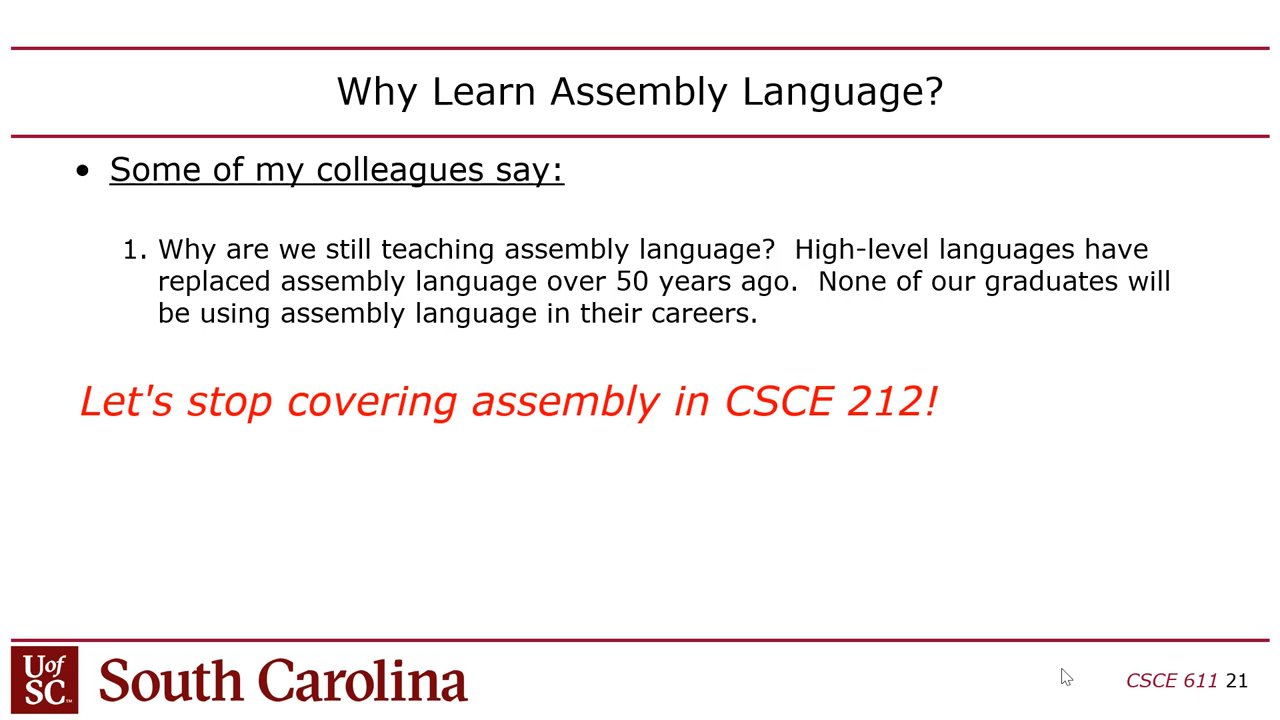 Why Learn Assembly Language?
• Some of my colleagues say:
1. Why are we still teaching assembly language? High-level languages have
replaced assembly language over 50 years ago. None of our graduates will
be using assembly language in their careers.
Let's stop covering assembly in CSCE 212!
UofSC™ South Carolina
CSCE 611 21